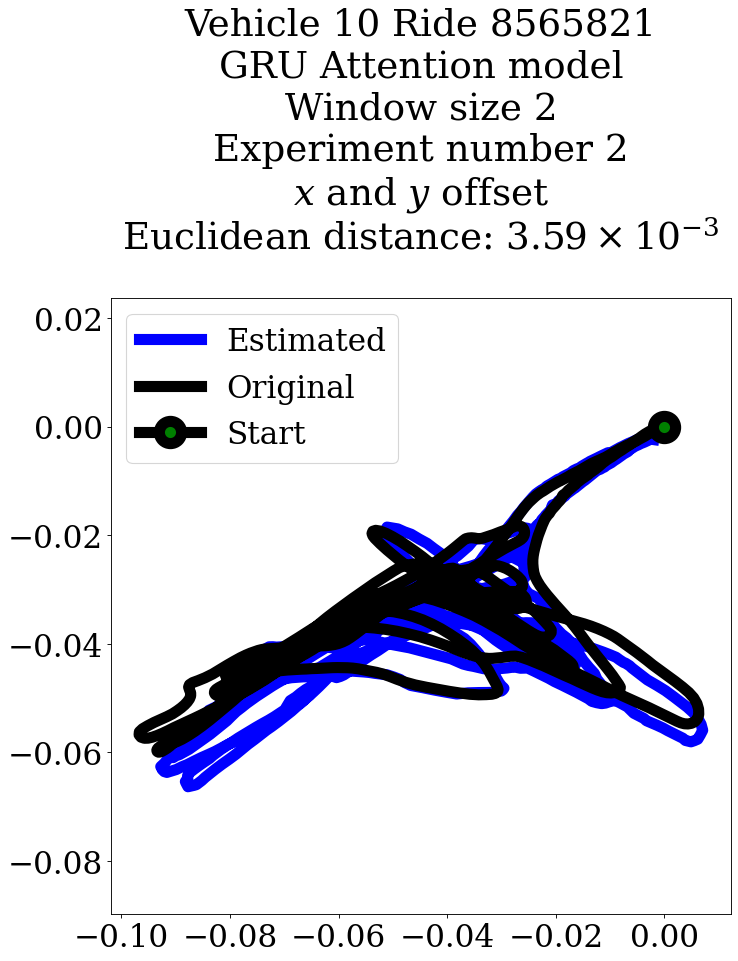 Vehicle 10 Ride 8565821
GRU Attention model
Window size 2
Experiment number 2
x and y offset
Euclidean distance: 3.59 × 10⁻³
Estimated
Original
Start
0.02
0.00
−0.02
−0.04
−0.06
−0.08
−0.10 −0.08 −0.06 −0.04 −0.02 0.00